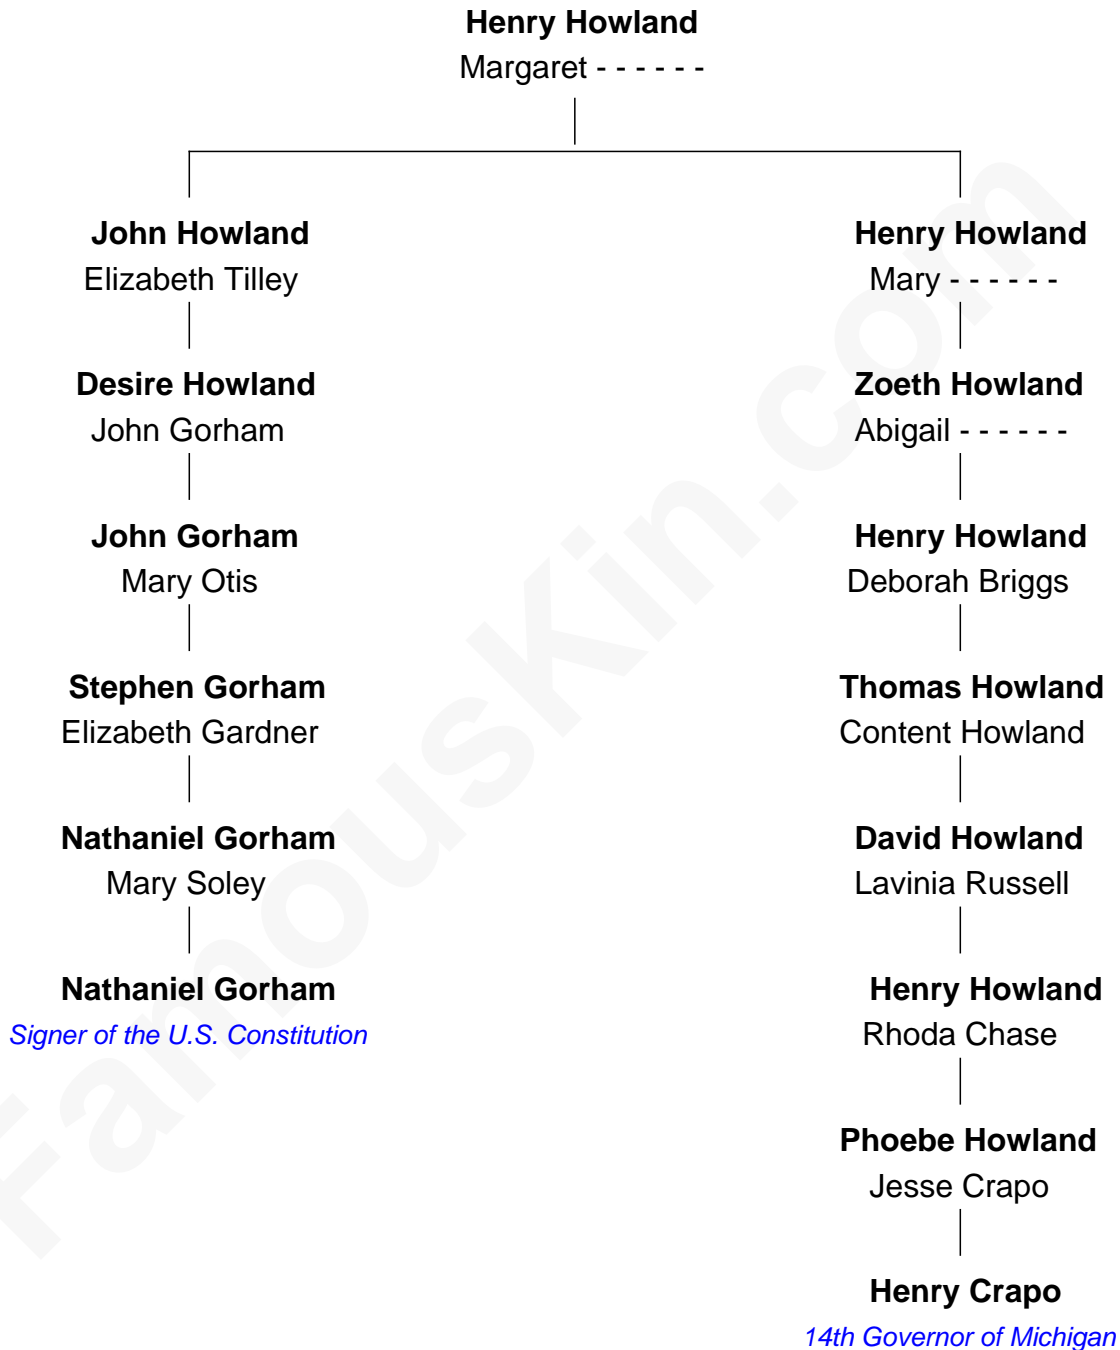 Henry Howland
Margaret - - - - - -
John Howland
Elizabeth Tilley
Desire Howland
John Gorham
John Gorham
Mary Otis
Stephen Gorham
Elizabeth Gardner
Nathaniel Gorham
Mary Soley
Nathaniel Gorham
Signer of the U.S. Constitution
Henry Howland
Mary - - - - - -
Zoeth Howland
Abigail - - - - - -
Henry Howland
Deborah Briggs
Thomas Howland
Content Howland
David Howland
Lavinia Russell
Henry Howland
Rhoda Chase
Phoebe Howland
Jesse Crapo
Henry Crapo
14th Governor of Michigan
FamousKin.com